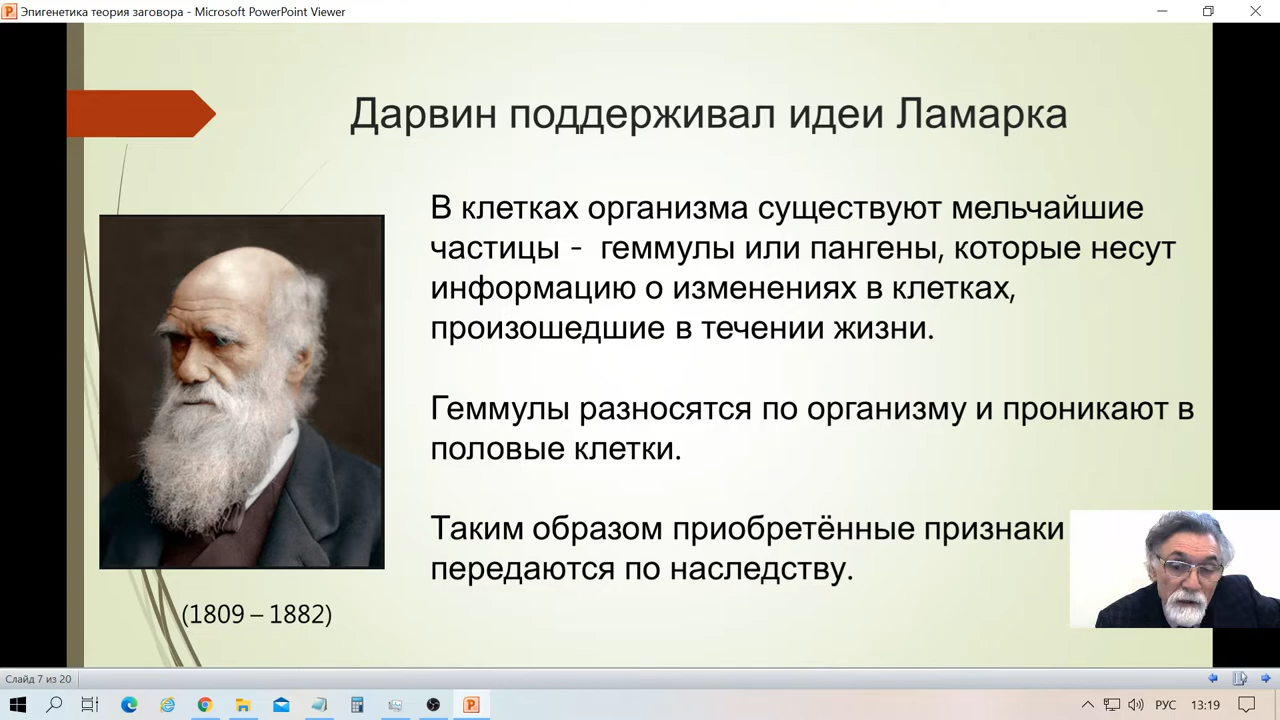 Эпигенетика теория заговора - Microsoft PowerPoint Viewer
Дарвин поддерживал идеи Ламарка
В клетках организма существуют мельчайшие
частицы - геммулы или пангены, которые несут
информацию о изменениях в клетках,
произошедшие в течении жизни.
Геммулы разносятся по организму и проникают в
половые клетки.
Таким образом приобретённые признаки
передаются по наследству.
(1809 – 1882)
Слайд 7 из 20
РУС
13:19